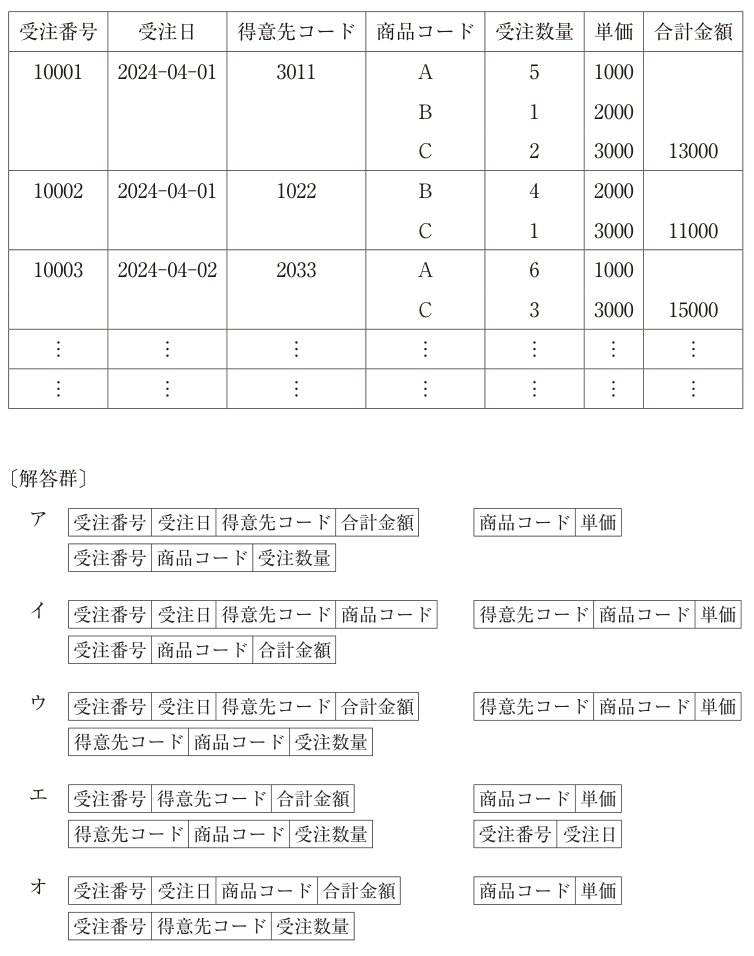 受注番号 受注日 得意先コード 商品コード 受注数量 単価 合計金額
10001 2024-04-01 3011 A 5 1000
B 1 2000
C 2 3000 13000
10002 2024-04-01 1022 B 4 2000
C 1 3000 11000
10003 2024-04-02 2033 A 6 1000
C 3 3000 15000
⋮ ⋮ ⋮ ⋮ ⋮ ⋮ ⋮
⋮ ⋮ ⋮ ⋮ ⋮ ⋮ ⋮
〔解答群〕
ア 受注番号 受注日 得意先コード 合計金額 商品コード 単価
受注番号 商品コード 受注数量
イ 受注番号 受注日 得意先コード 商品コード 得意先コード 商品コード 単価
受注番号 商品コード 合計金額
ウ 受注番号 受注日 得意先コード 合計金額 得意先コード 商品コード 単価
得意先コード 商品コード 受注数量
エ 受注番号 得意先コード 合計金額 商品コード 単価
得意先コード 商品コード 受注数量 受注番号 受注日
オ 受注番号 受注日 商品コード 合計金額 商品コード 単価
受注番号 得意先コード 受注数量